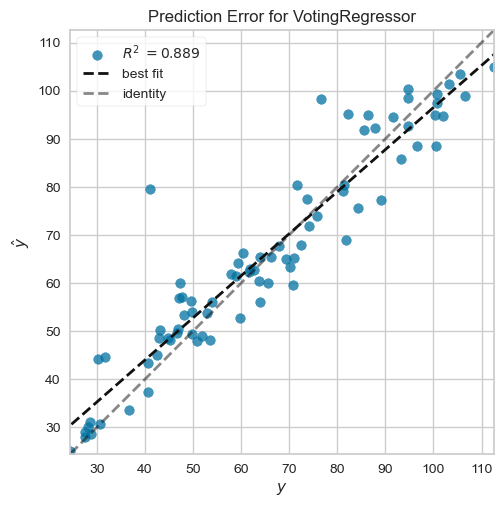 Prediction Error for VotingRegressor
R² = 0.889
best fit
identity
110
100
90
80
70
60
50
40
30
ŷ
30 40 50 60 70 80 90 100 110
y